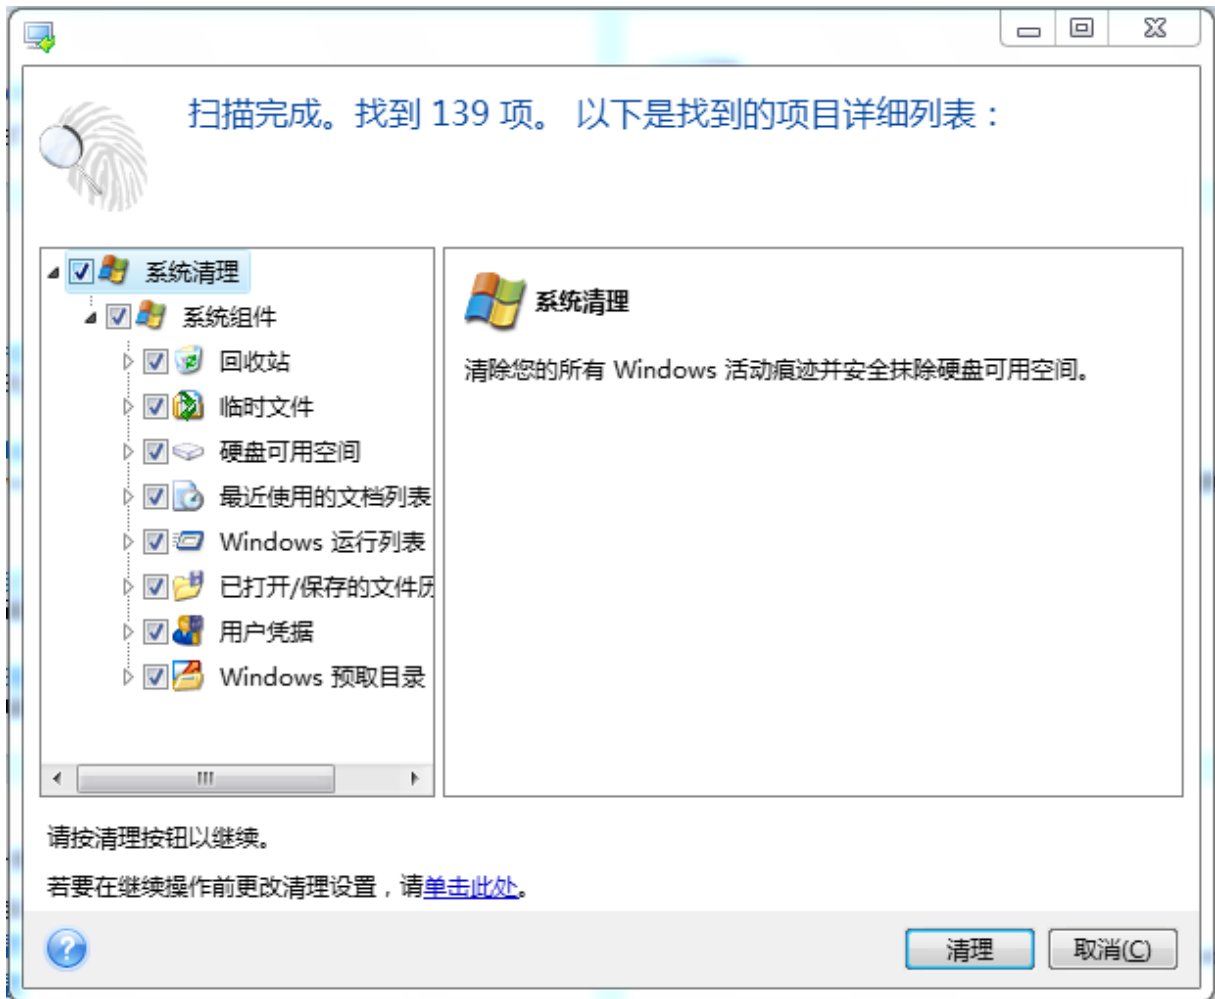 扫描完成。找到 139 项。 以下是找到的项目详细列表：
系统清理
系统组件
回收站
临时文件
硬盘可用空间
最近使用的文档列表
Windows 运行列表
已打开/保存的文件历
用户凭据
Windows 预取目录
系统清理
清除您的所有 Windows 活动痕迹并安全抹除硬盘可用空间。
请按清理按钮以继续。
若要在继续操作前更改清理设置，请单击此处。
清理
取消(C)